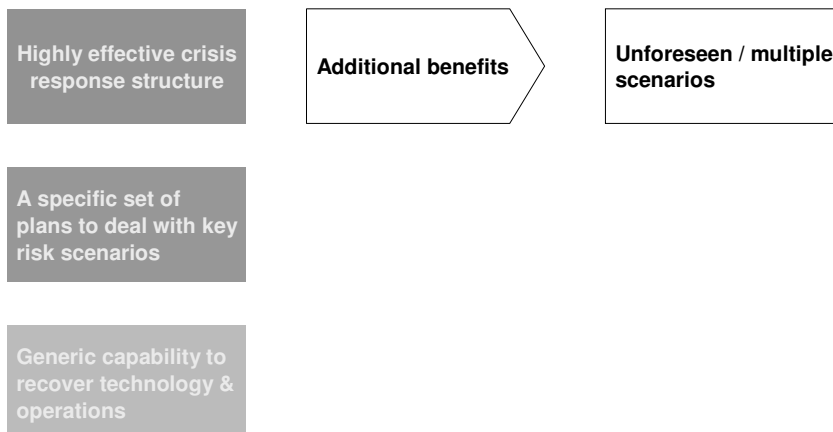 Highly effective crisis
response structure
Additional benefits
Unforeseen / multiple
scenarios
A specific set of
plans to deal with key
risk scenarios
Generic capability to
recover technology &
operations